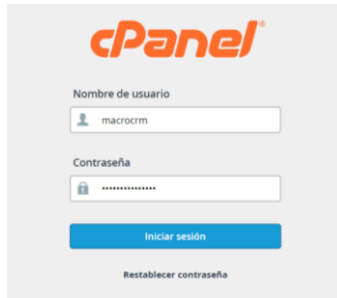 cPanel®
Nombre de usuario
macrocrm
Contraseña
•••••••••••••••
Iniciar sesión
Restablecer contraseña